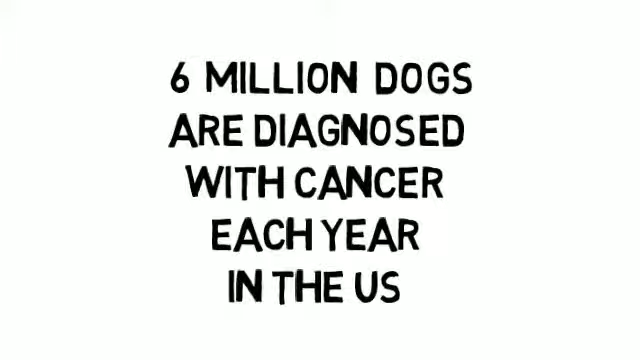 6 MILLION DOGS
ARE DIAGNOSED
WITH CANCER
EACH YEAR
IN THE US